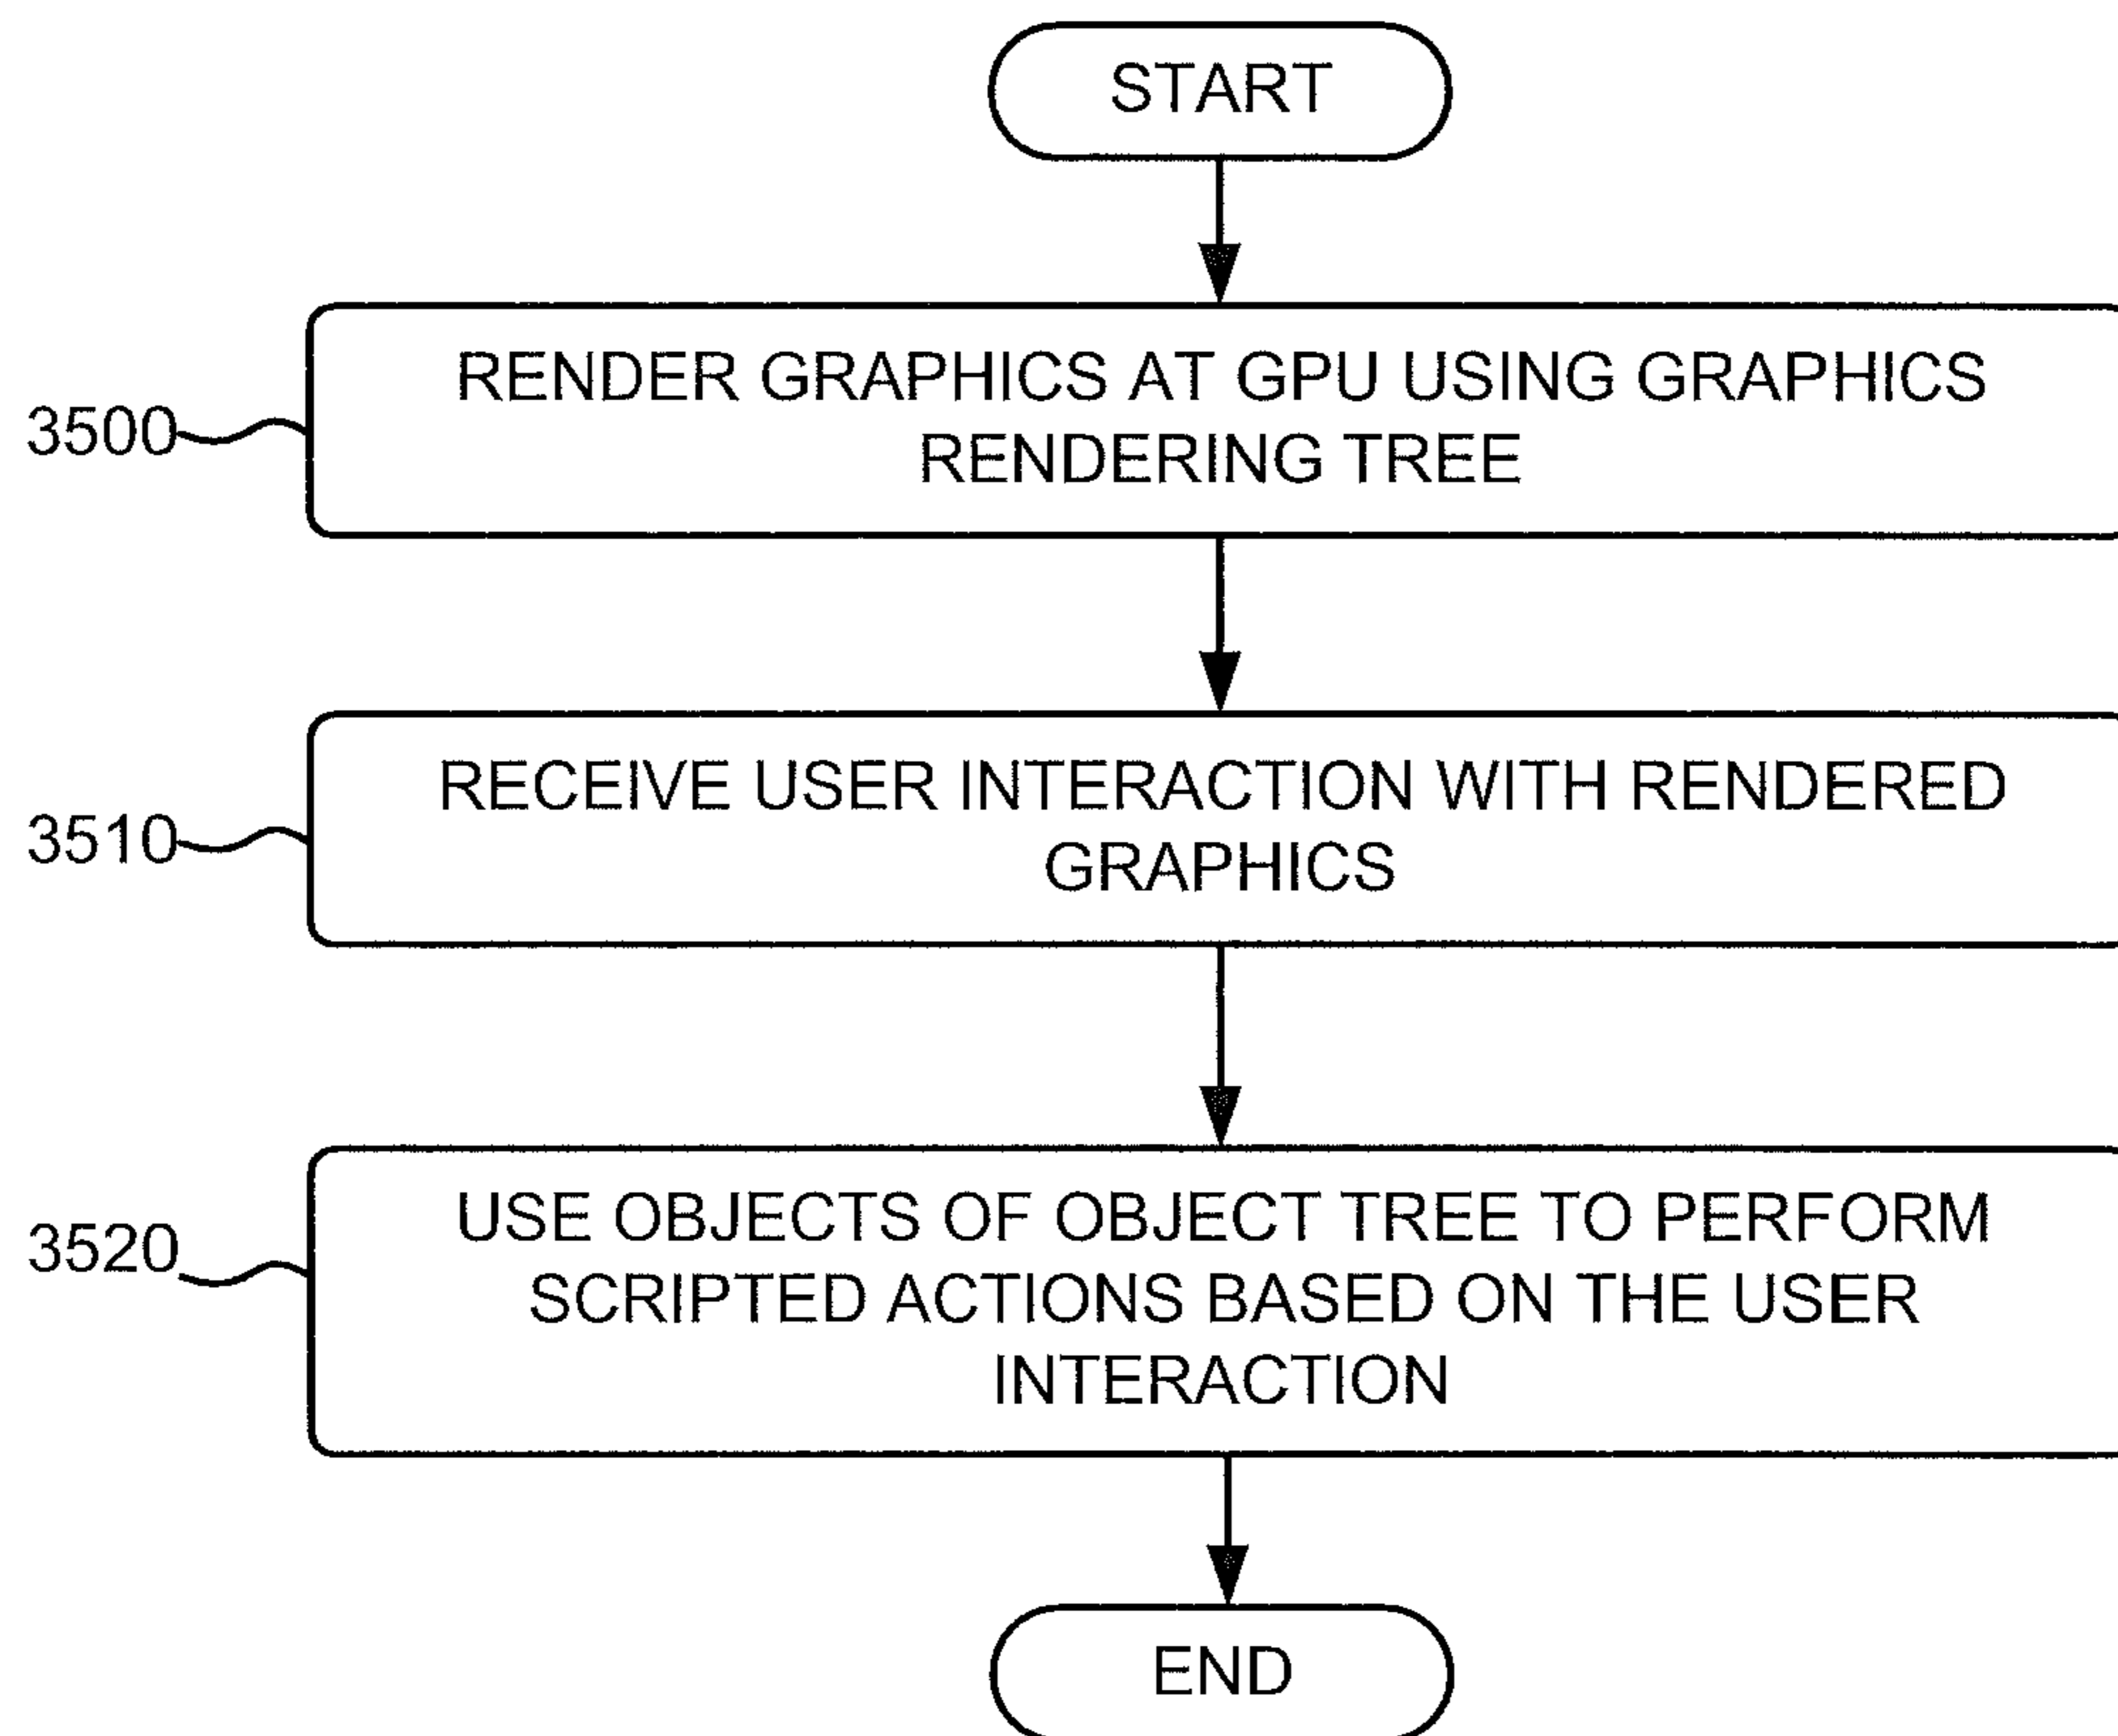 START
RENDER GRAPHICS AT GPU USING GRAPHICS
RENDERING TREE
3500
RECEIVE USER INTERACTION WITH RENDERED
GRAPHICS
3510
USE OBJECTS OF OBJECT TREE TO PERFORM
SCRIPTED ACTIONS BASED ON THE USER
INTERACTION
3520
END